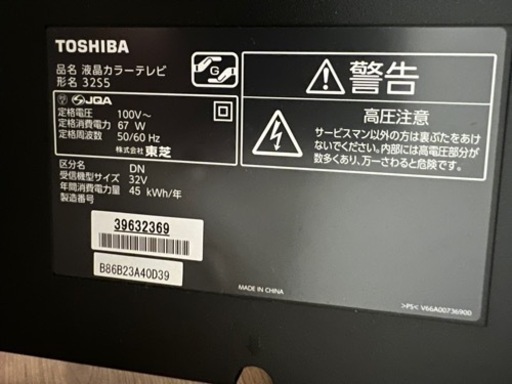 TOSHIBA
品名 液晶カラーテレビ
形名 32S5
G
JQA
定格電圧 100V～
定格消費電力 67 W
定格周波数 50/60 Hz
株式会社 東芝
区分名 DN
受信機型サイズ 32V
年間消費電力量 45 kWh/年
製造番号
39632369
B86B23A40D39
警告
高圧注意
サービスマン以外の方は裏ぶたをあけ
ないでください。内部には高電圧部分が
数多くあり、万一さわると危険です。
MADE IN CHINA
>PS< V66A00736900